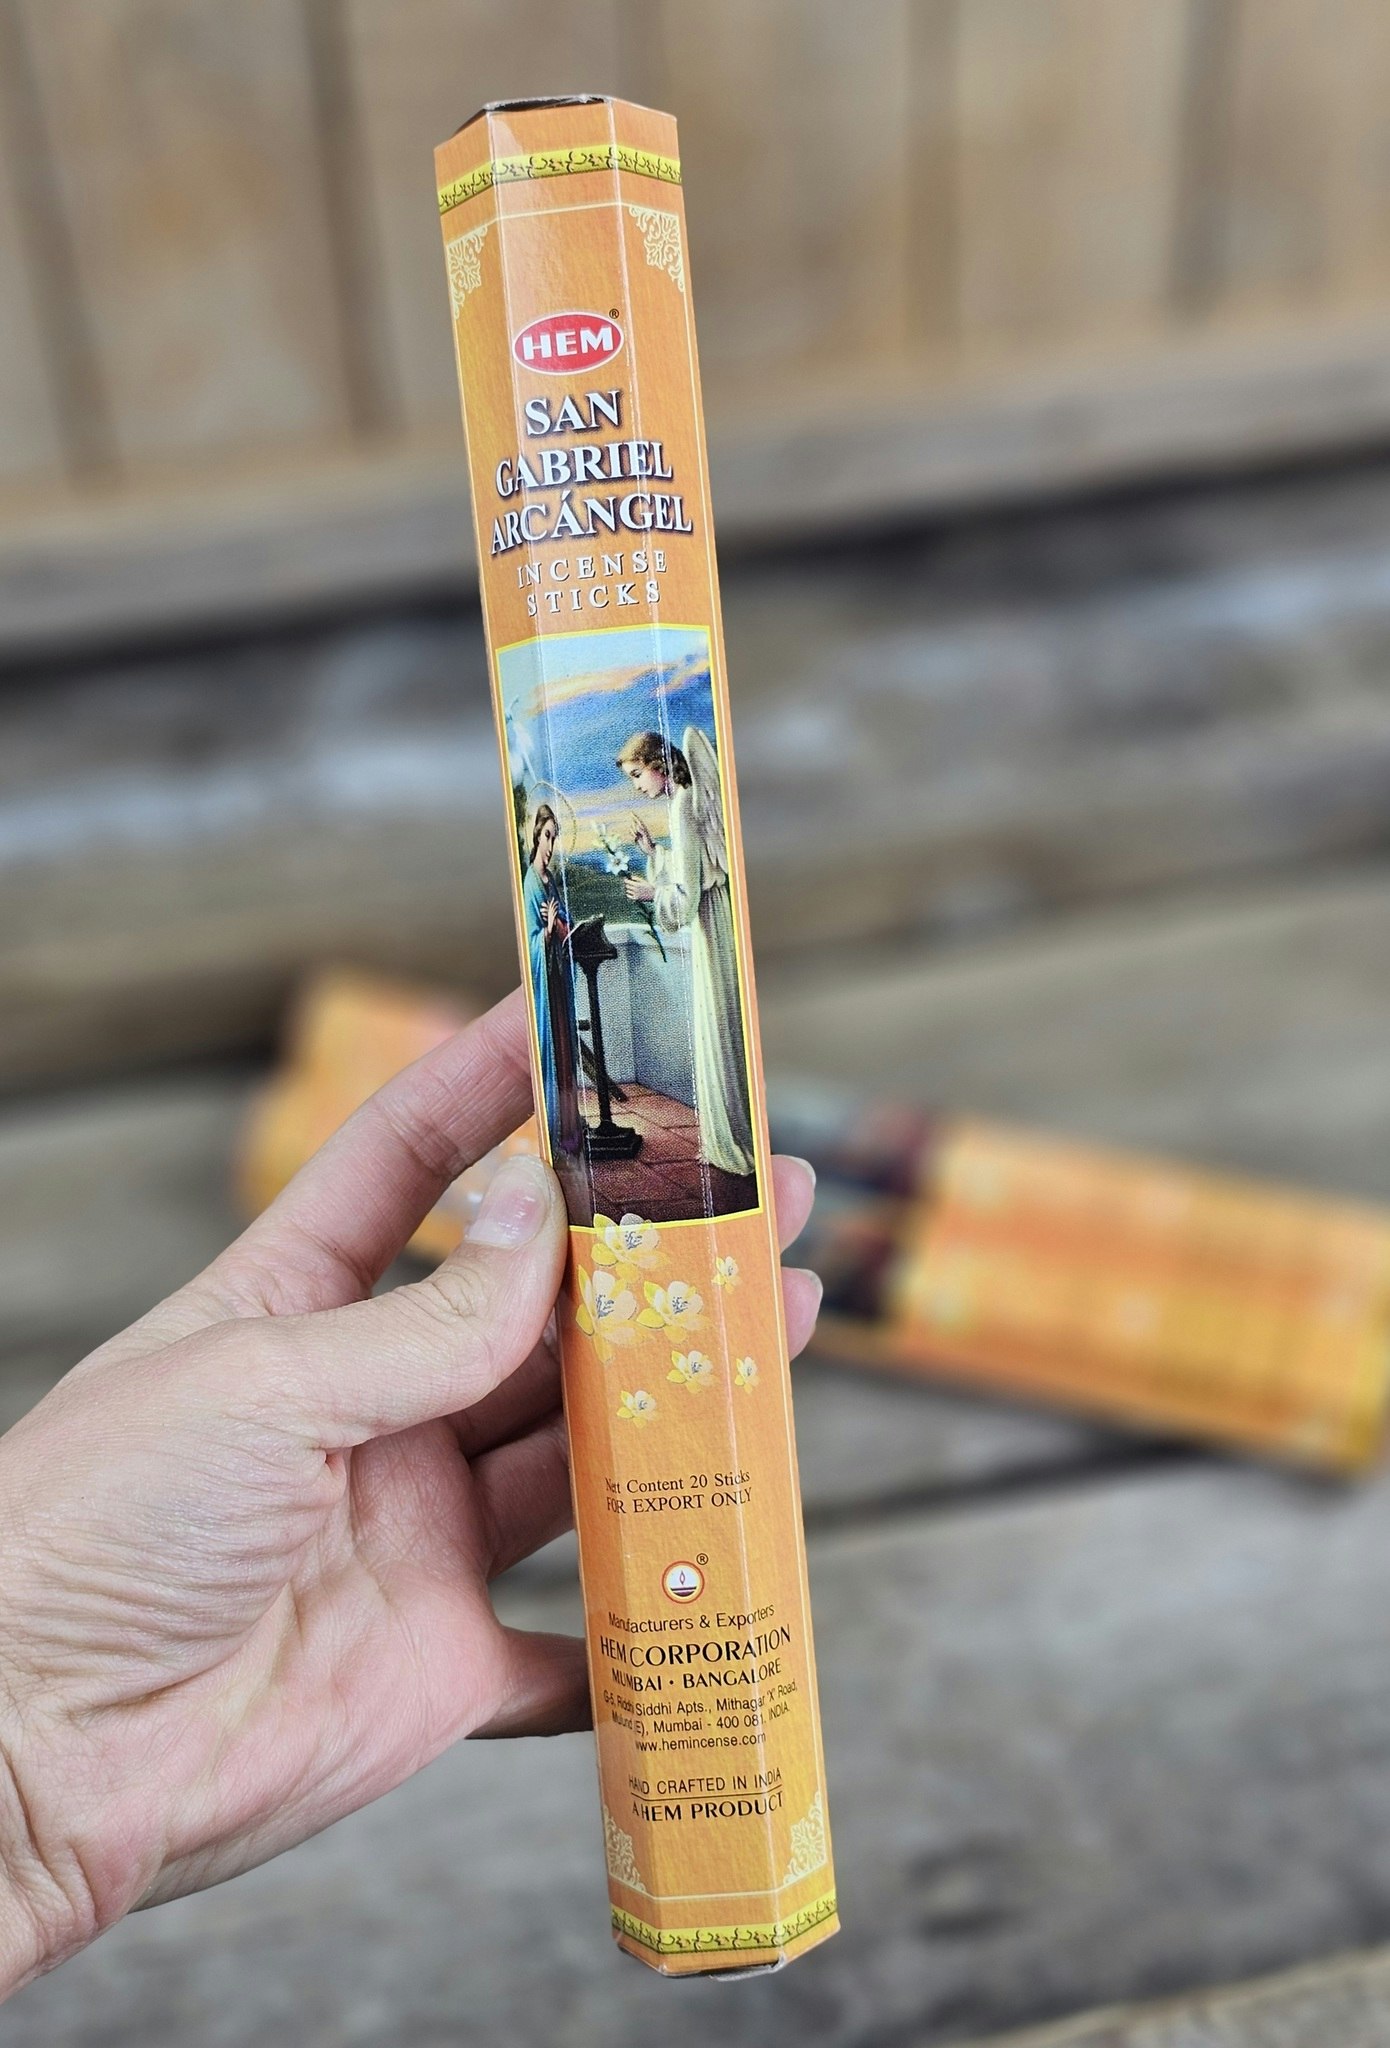 HEM®
SAN
GABRIEL
ARCÁNGEL
INCENSE
STICKS
Nett Content 20 Sticks
FOR EXPORT ONLY
®
Manufacturers & Exporters
HEM CORPORATION
MUMBAI • BANGALORE
G-5, Riddhi Siddhi Apts., Mithagar "X" Road,
Mulund (E), Mumbai - 400 081. INDIA.
www.hemincense.com
HAND CRAFTED IN INDIA
A HEM PRODUCT